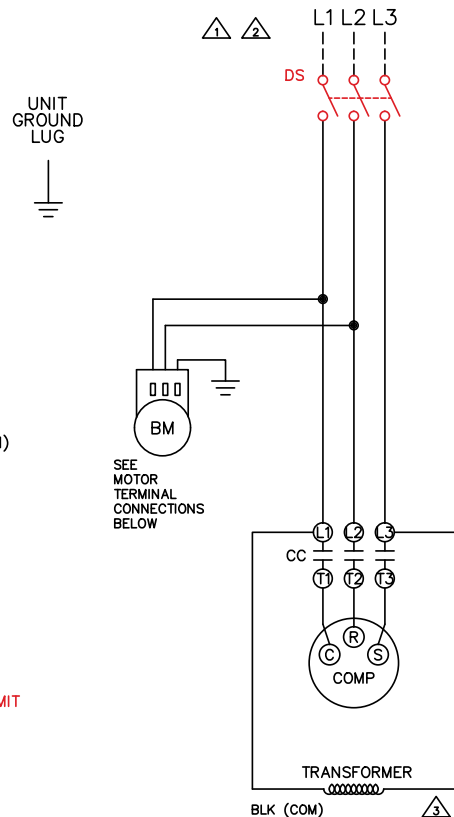 1 2
L1 L2 L3
DS
UNIT
GROUND
LUG
BM
)
SEE
MOTOR
TERMINAL
CONNECTIONS
BELOW
L1 L2 L3
CC
T1 T2 T3
C R S
COMP
MIT
TRANSFORMER
BLK (COM)
3